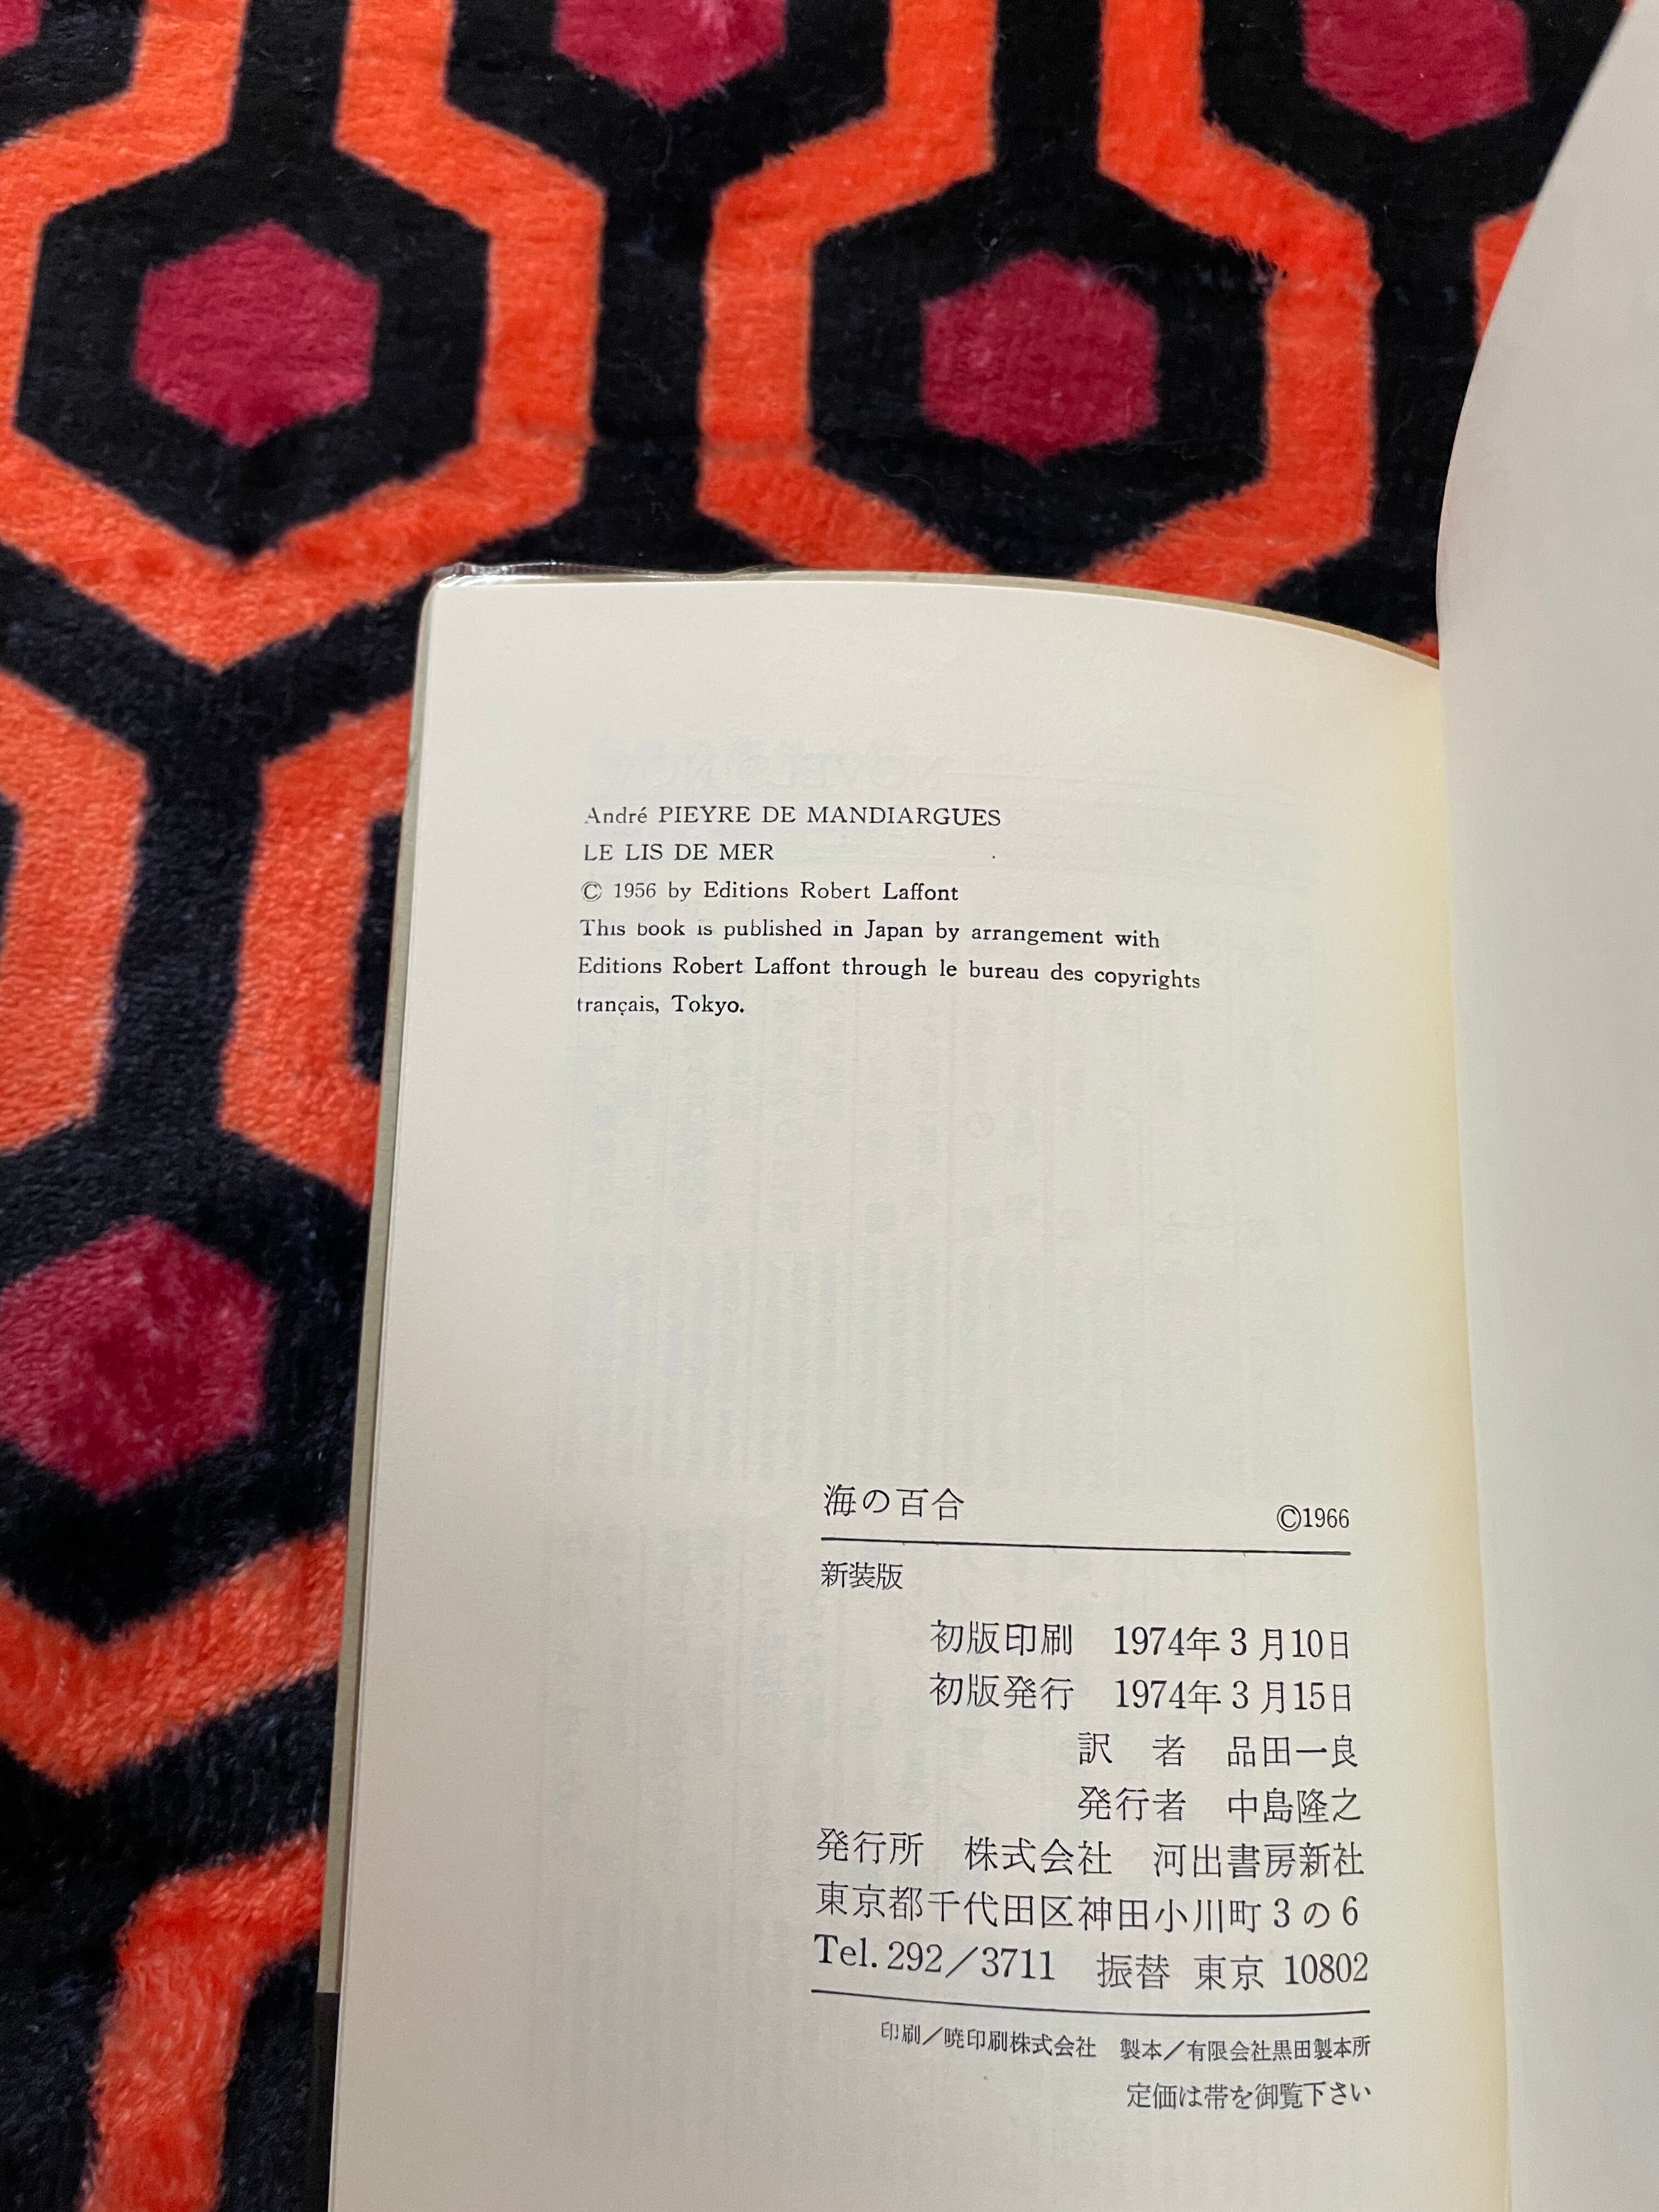 André PIEYRE DE MANDIARGUES
LE LIS DE MER
© 1956 by Editions Robert Laffont
This book is published in Japan by arrangement with
Editions Robert Laffont through le bureau des copyrights
français, Tokyo.
海の百合 ©1966
新装版
初版印刷 1974年3月10日
初版発行 1974年3月15日
訳 者 品田一良
発行者 中島隆之
発行所 株式会社 河出書房新社
東京都千代田区神田小川町3の6
Tel. 292／3711 振替 東京 10802
印刷／暁印刷株式会社 製本／有限会社黒田製本所
定価は帯を御覧下さい